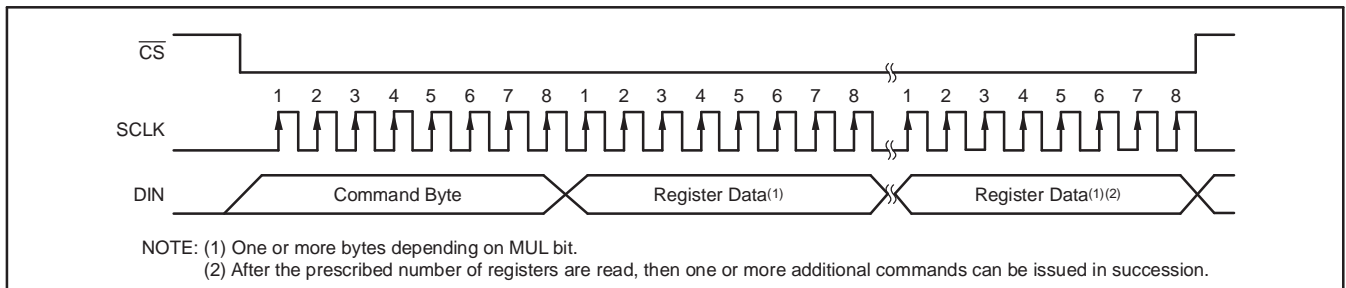 CS
1 2 3 4 5 6 7 8 1 2 3 4 5 6 7 8 1 2 3 4 5 6 7 8
SCLK
DIN Command Byte Register Data(1) Register Data(1)(2)
NOTE: (1) One or more bytes depending on MUL bit.
(2) After the prescribed number of registers are read, then one or more additional commands can be issued in succession.